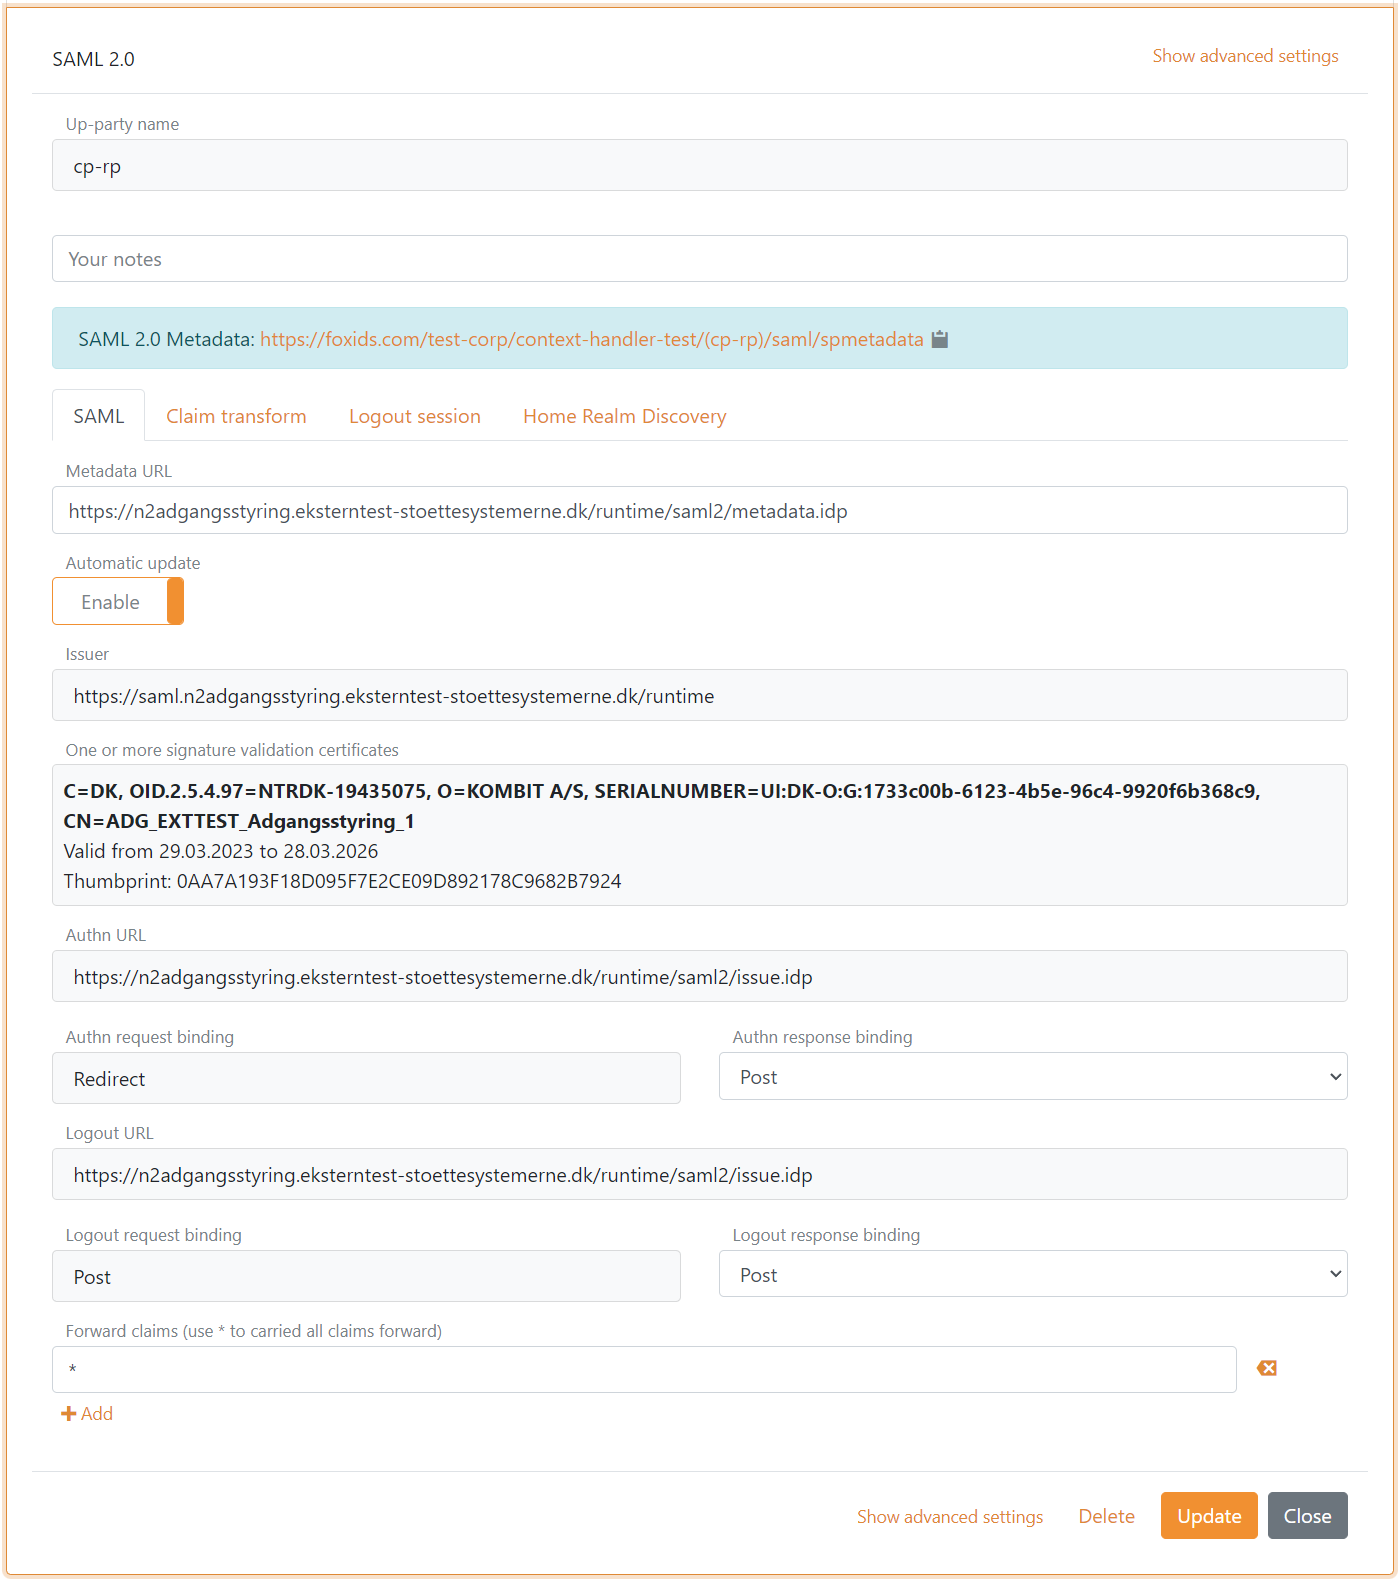 SAML 2.0
Show advanced settings
Up-party name
cp-rp
Your notes
SAML 2.0 Metadata: https://foxids.com/test-corp/context-handler-test/(cp-rp)/saml/spmetadata
SAML Claim transform Logout session Home Realm Discovery
Metadata URL
https://n2adgangsstyring.eksterntest-stoettesystemerne.dk/runtime/saml2/metadata.idp
Automatic update
Enable
Issuer
https://saml.n2adgangsstyring.eksterntest-stoettesystemerne.dk/runtime
One or more signature validation certificates
C=DK, OID.2.5.4.97=NTRDK-19435075, O=KOMBIT A/S, SERIALNUMBER=UI:DK-O:G:1733c00b-6123-4b5e-96c4-9920f6b368c9,
CN=ADG_EXTTEST_Adgangsstyring_1
Valid from 29.03.2023 to 28.03.2026
Thumbprint: 0AA7A193F18D095F7E2CE09D892178C9682B7924
Authn URL
https://n2adgangsstyring.eksterntest-stoettesystemerne.dk/runtime/saml2/issue.idp
Authn request binding
Redirect
Authn response binding
Post
Logout URL
https://n2adgangsstyring.eksterntest-stoettesystemerne.dk/runtime/saml2/issue.idp
Logout request binding
Post
Logout response binding
Post
Forward claims (use * to carried all claims forward)
*
Add
Show advanced settings Delete Update Close